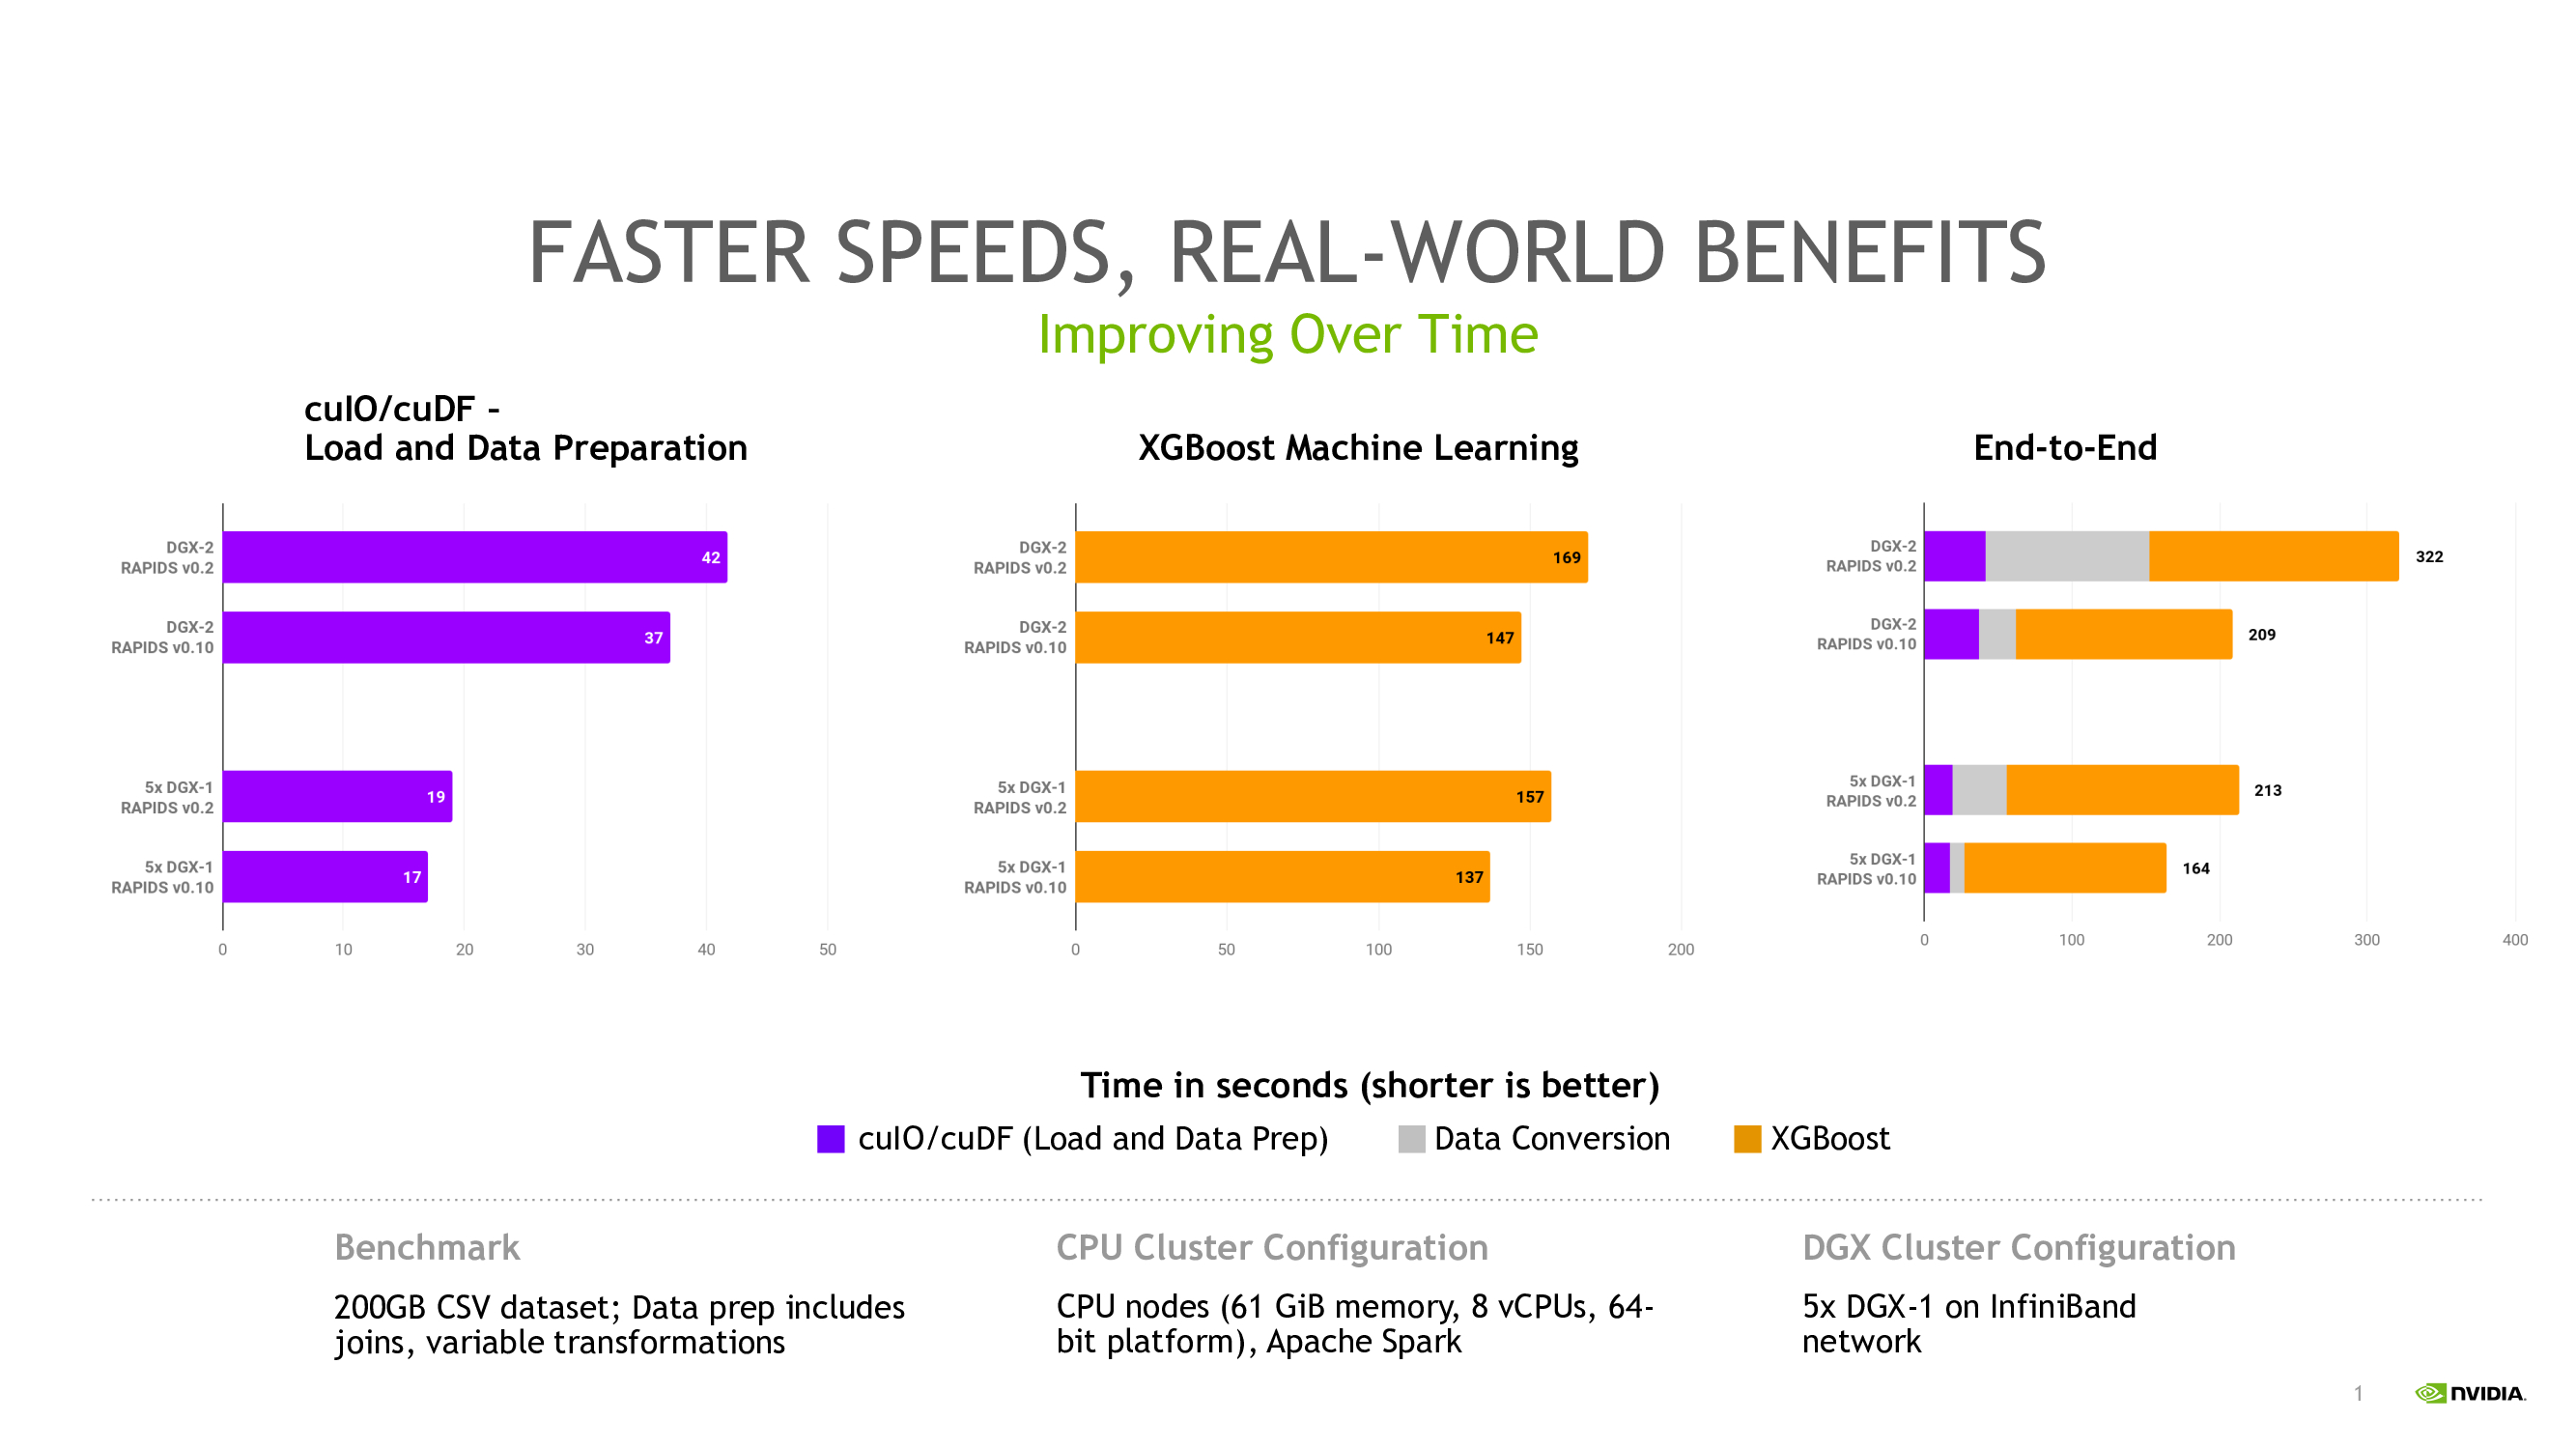 FASTER SPEEDS, REAL-WORLD BENEFITS
Improving Over Time
cuIO/cuDF –
Load and Data Preparation
DGX-2
RAPIDS v0.2
42
DGX-2
RAPIDS v0.10
37
5x DGX-1
RAPIDS v0.2
19
5x DGX-1
RAPIDS v0.10
17
0 10 20 30 40 50
XGBoost Machine Learning
DGX-2
RAPIDS v0.2
169
DGX-2
RAPIDS v0.10
147
5x DGX-1
RAPIDS v0.2
157
5x DGX-1
RAPIDS v0.10
137
0 50 100 150 200
End-to-End
DGX-2
RAPIDS v0.2
322
DGX-2
RAPIDS v0.10
209
5x DGX-1
RAPIDS v0.2
213
5x DGX-1
RAPIDS v0.10
164
0 100 200 300 400
Time in seconds (shorter is better)
cuIO/cuDF (Load and Data Prep) Data Conversion XGBoost
Benchmark
200GB CSV dataset; Data prep includes
joins, variable transformations
CPU Cluster Configuration
CPU nodes (61 GiB memory, 8 vCPUs, 64-
bit platform), Apache Spark
DGX Cluster Configuration
5x DGX-1 on InfiniBand
network
1
NVIDIA.